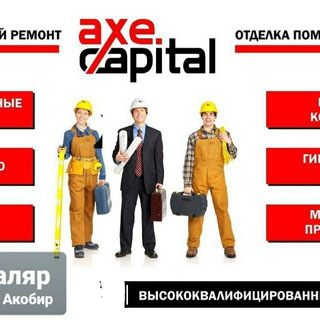 Й РЕМОНТ
axe capital
ОТДЕЛКА ПОМ
НЫЕ
О
К
ГИ
М
ПР
аляр
Акобир
ВЫСОКОКВАЛИФИЦИРОВАНН